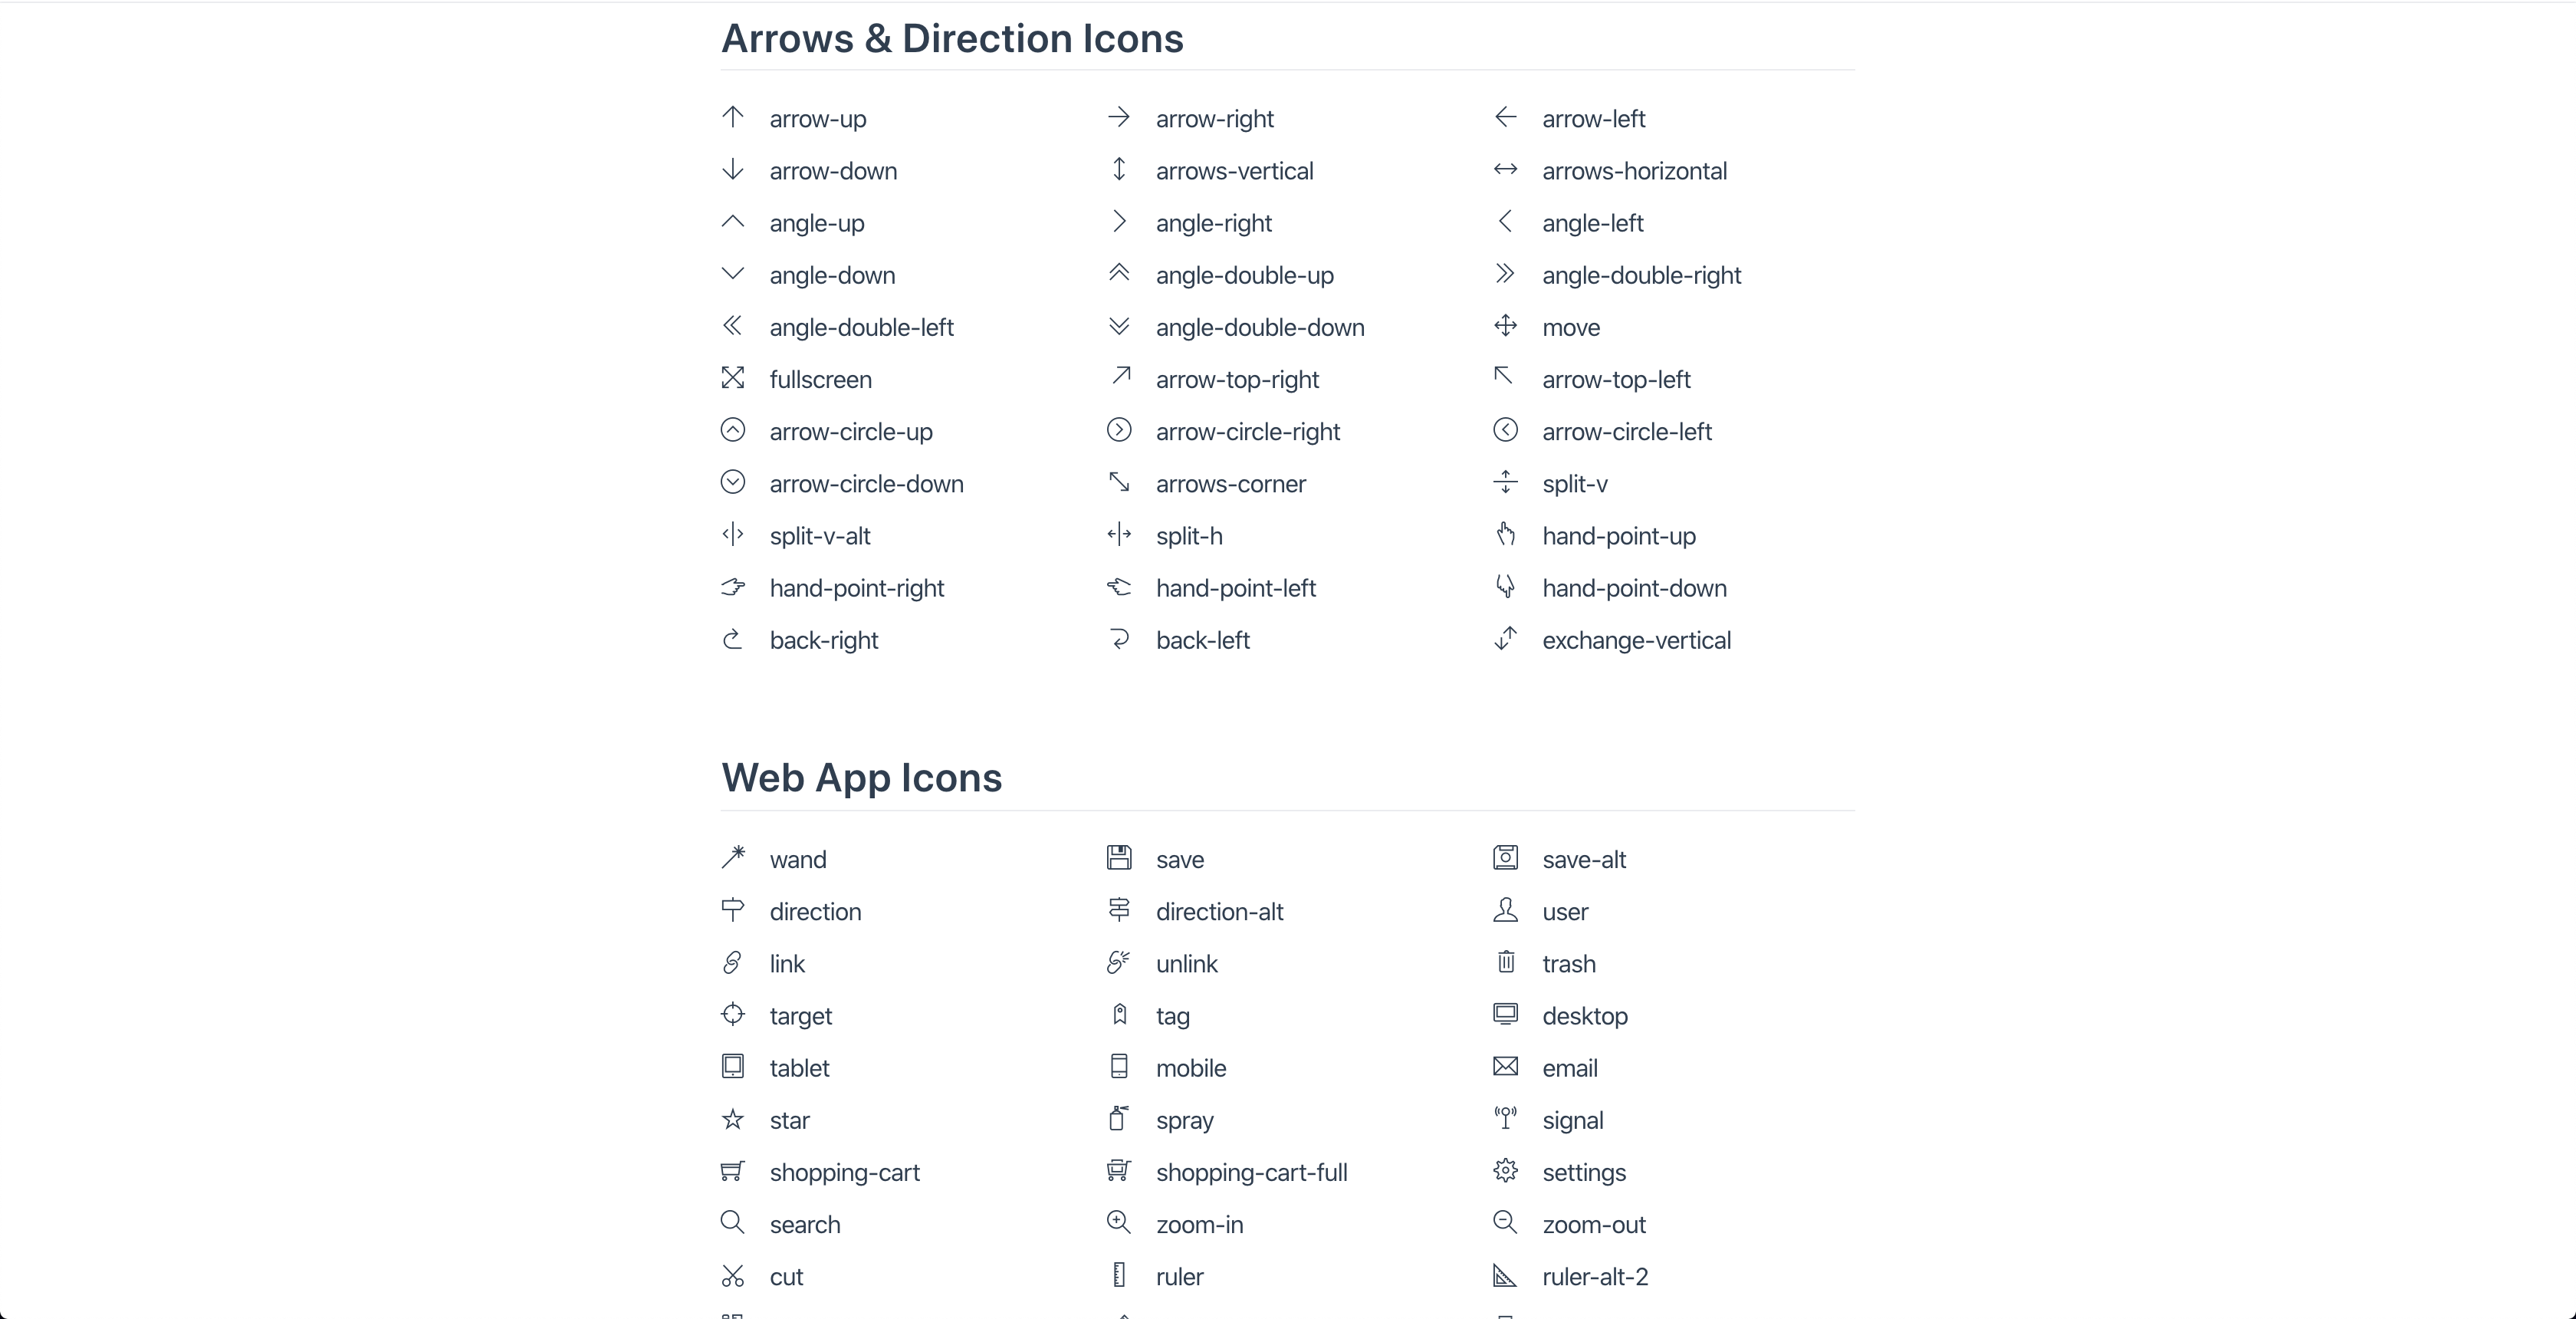 Arrows & Direction Icons
arrow-up arrow-right arrow-left
arrow-down arrows-vertical arrows-horizontal
angle-up angle-right angle-left
angle-down angle-double-up angle-double-right
angle-double-left angle-double-down move
fullscreen arrow-top-right arrow-top-left
arrow-circle-up arrow-circle-right arrow-circle-left
arrow-circle-down arrows-corner split-v
split-v-alt split-h hand-point-up
hand-point-right hand-point-left hand-point-down
back-right back-left exchange-vertical
Web App Icons
wand save save-alt
direction direction-alt user
link unlink trash
target tag desktop
tablet mobile email
star spray signal
shopping-cart shopping-cart-full settings
search zoom-in zoom-out
cut ruler ruler-alt-2